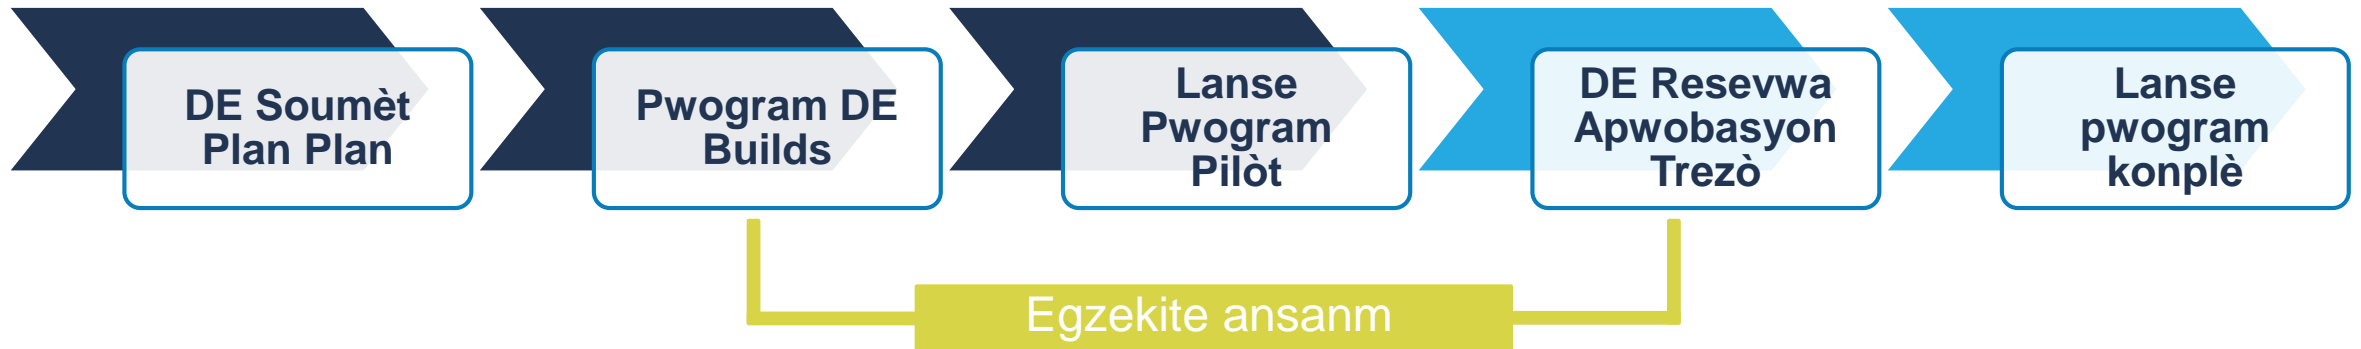 DE Soumèt
Plan Plan
Pwogram DE
Builds
Lanse
Pwogram
Pilòt
DE Resevwa
Apwobasyon
Trezò
Lanse
pwogram
konplè
Egzekite ansanm